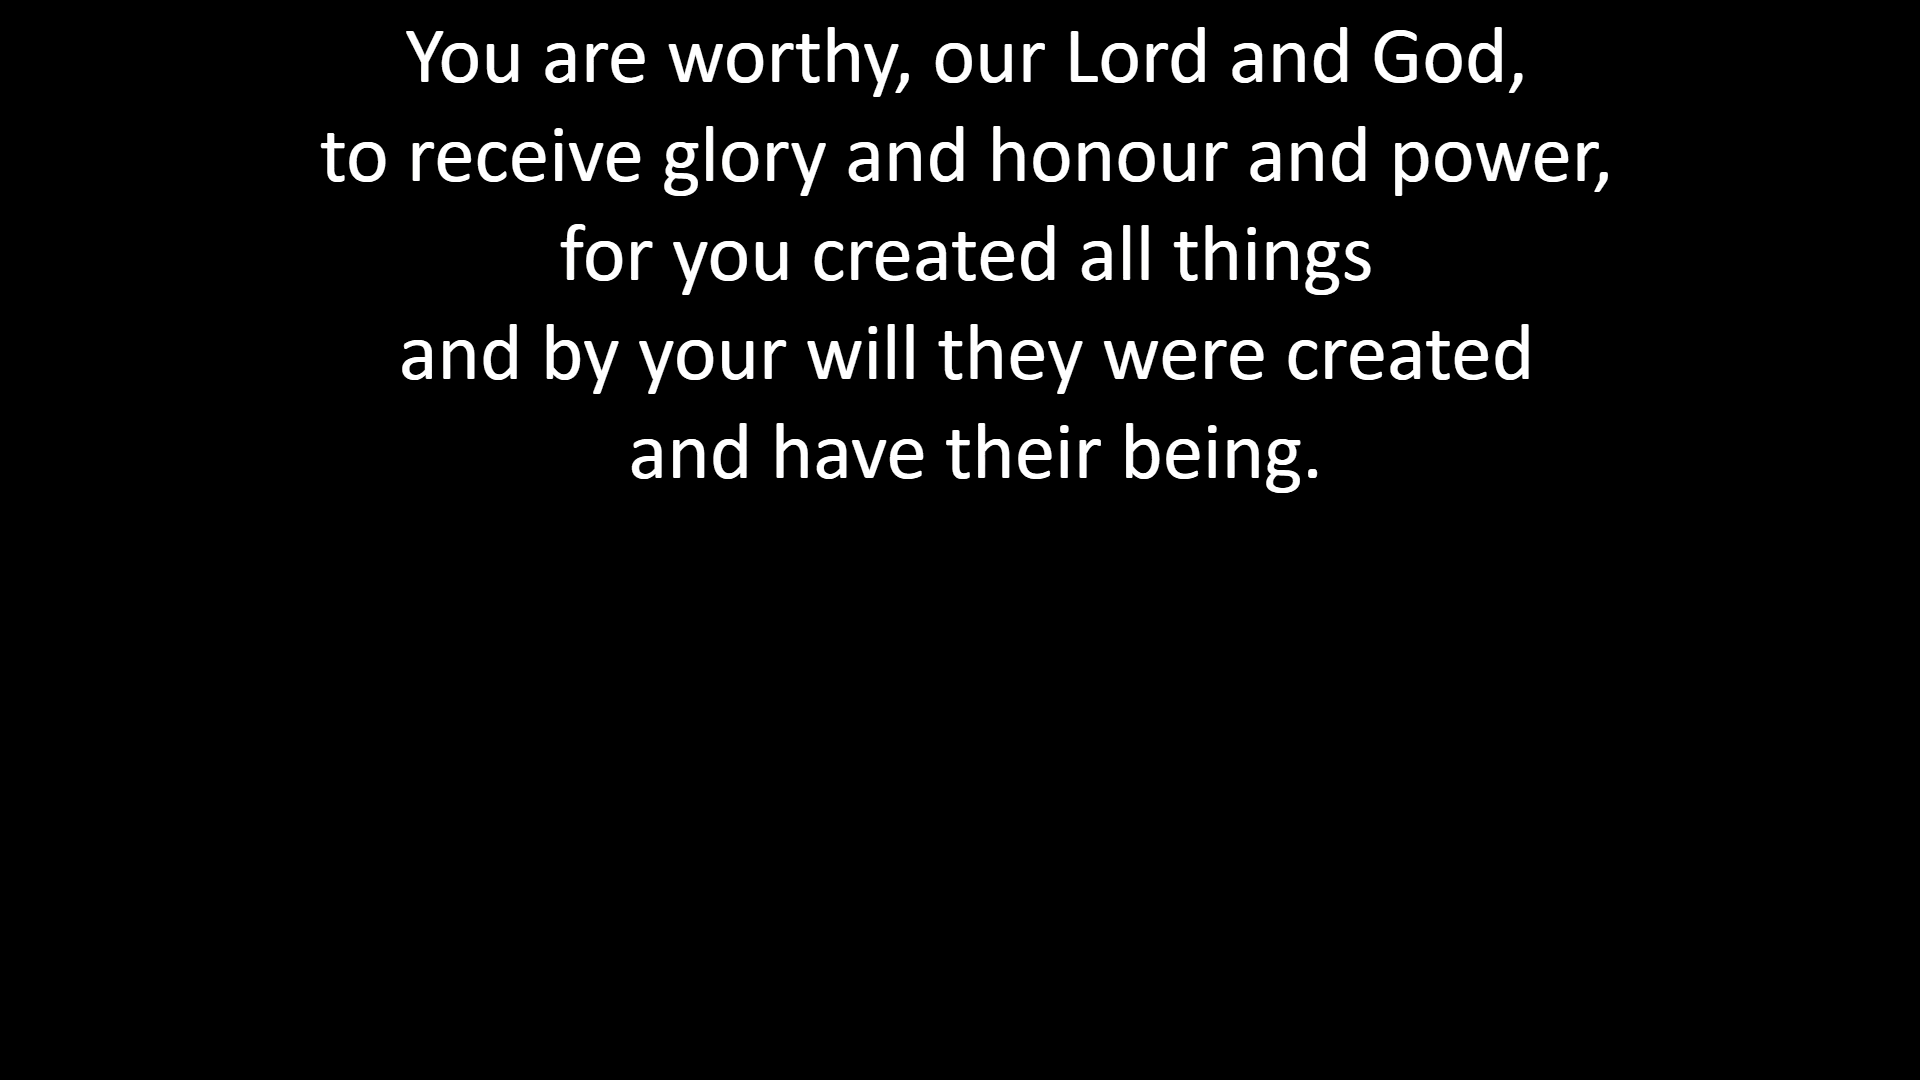 You are worthy, our Lord and God,
to receive glory and honour and power,
for you created all things
and by your will they were created
and have their being.